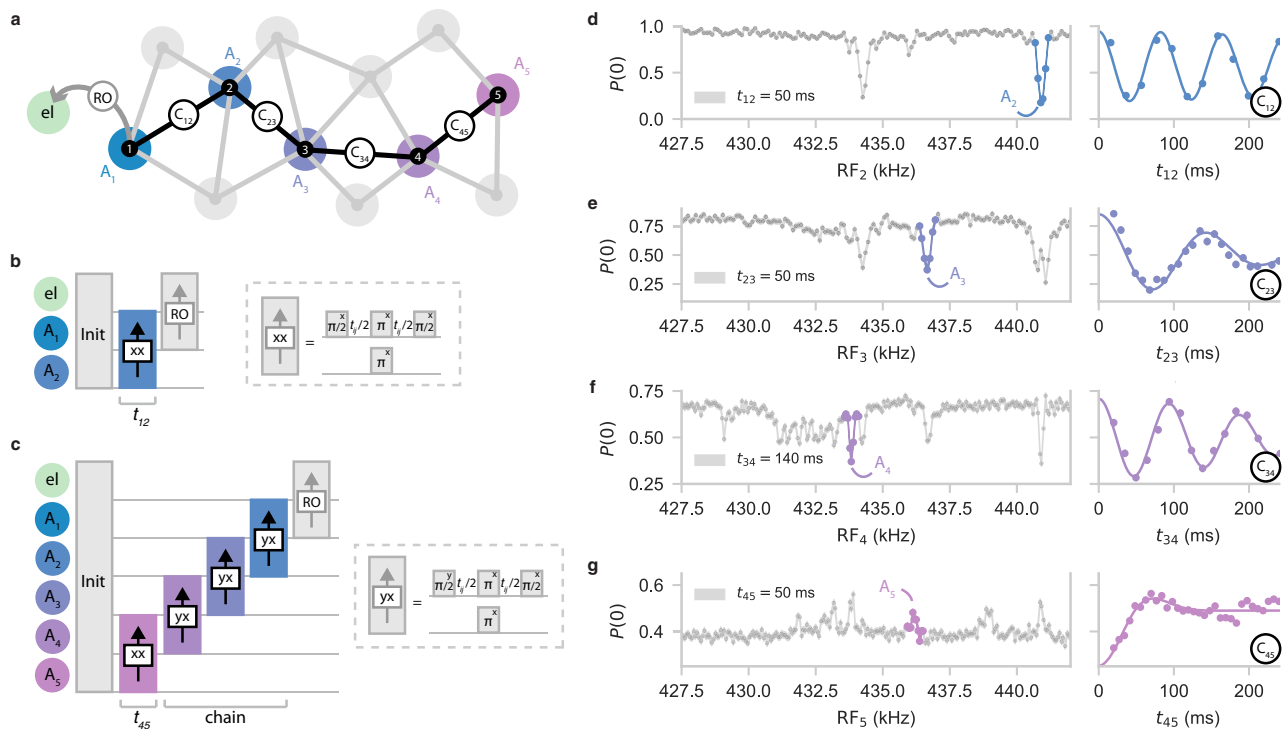 a
A₂
A₅
el
RO
C₁₂
2
C₂₃
C₄₅
5
1
3
C₃₄
4
A₁
A₃
A₄
b
el
A₁
A₂
Init
xx
RO
t₁₂
xx
=
π/2 ˣ tᵢⱼ/2 π ˣ tᵢⱼ/2 π/2 ˣ
π ˣ
c
el
A₁
A₂
A₃
A₄
A₅
Init
xx
yx
yx
yx
RO
t₄₅
chain
yx
=
π/2 ʸ tᵢⱼ/2 π ˣ tᵢⱼ/2 π/2 ˣ
π ˣ
d
P(0)
1.0
0.5
0.0
t₁₂ = 50 ms
A₂
427.5 430.0 432.5 435.0 437.5 440.0
RF₂ (kHz)
C₁₂
0 100 200
t₁₂ (ms)
e
P(0)
0.75
0.50
0.25
t₂₃ = 50 ms
A₃
427.5 430.0 432.5 435.0 437.5 440.0
RF₃ (kHz)
C₂₃
0 100 200
t₂₃ (ms)
f
P(0)
0.75
0.50
0.25
t₃₄ = 140 ms
A₄
427.5 430.0 432.5 435.0 437.5 440.0
RF₄ (kHz)
C₃₄
0 100 200
t₃₄ (ms)
g
P(0)
0.6
0.4
t₄₅ = 50 ms
A₅
427.5 430.0 432.5 435.0 437.5 440.0
RF₅ (kHz)
C₄₅
0 100 200
t₄₅ (ms)